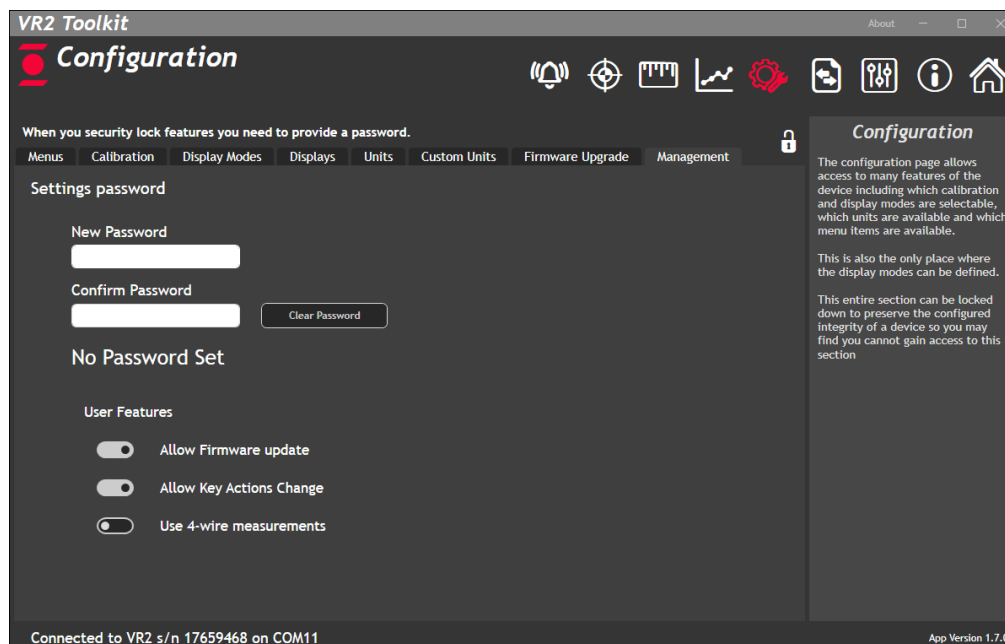 VR2 Toolkit
About
Configuration
When you security lock features you need to provide a password.
Menus Calibration Display Modes Displays Units Custom Units Firmware Upgrade Management
Settings password
New Password
Confirm Password
Clear Password
No Password Set
User Features
Allow Firmware update
Allow Key Actions Change
Use 4-wire measurements
Configuration
The configuration page allows
access to many features of the
device including which calibration
and display modes are selectable,
which units are available and which
menu items are available.
This is also the only place where
the display modes can be defined.
This entire section can be locked
down to preserve the configured
integrity of a device so you may
find you cannot gain access to this
section
Connected to VR2 s/n 17659468 on COM11
App Version 1.7.